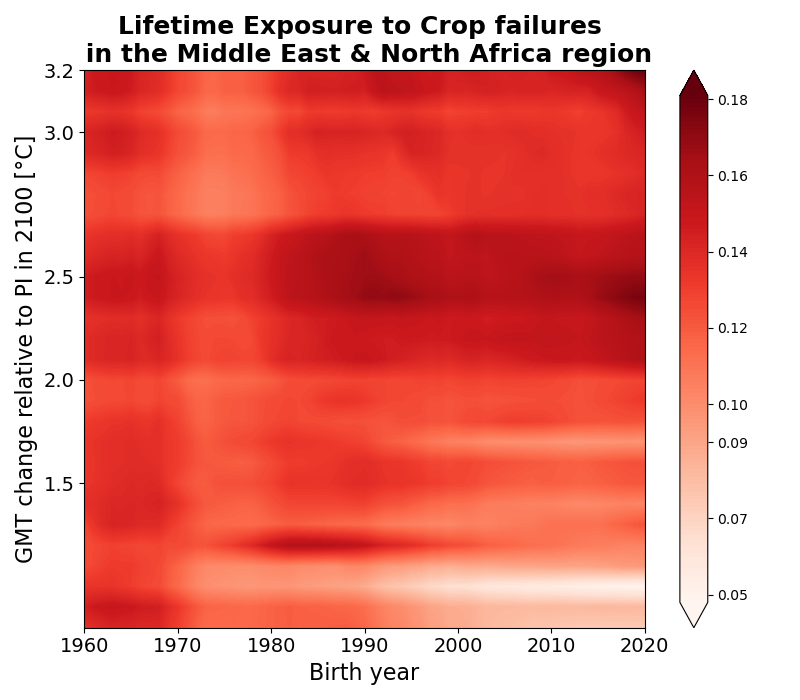 Lifetime Exposure to Crop failures
in the Middle East & North Africa region
GMT change relative to PI in 2100 [°C]
3.2
3.0
2.5
2.0
1.5
1960 1970 1980 1990 2000 2010 2020
Birth year
0.18
0.16
0.14
0.12
0.10
0.09
0.07
0.05